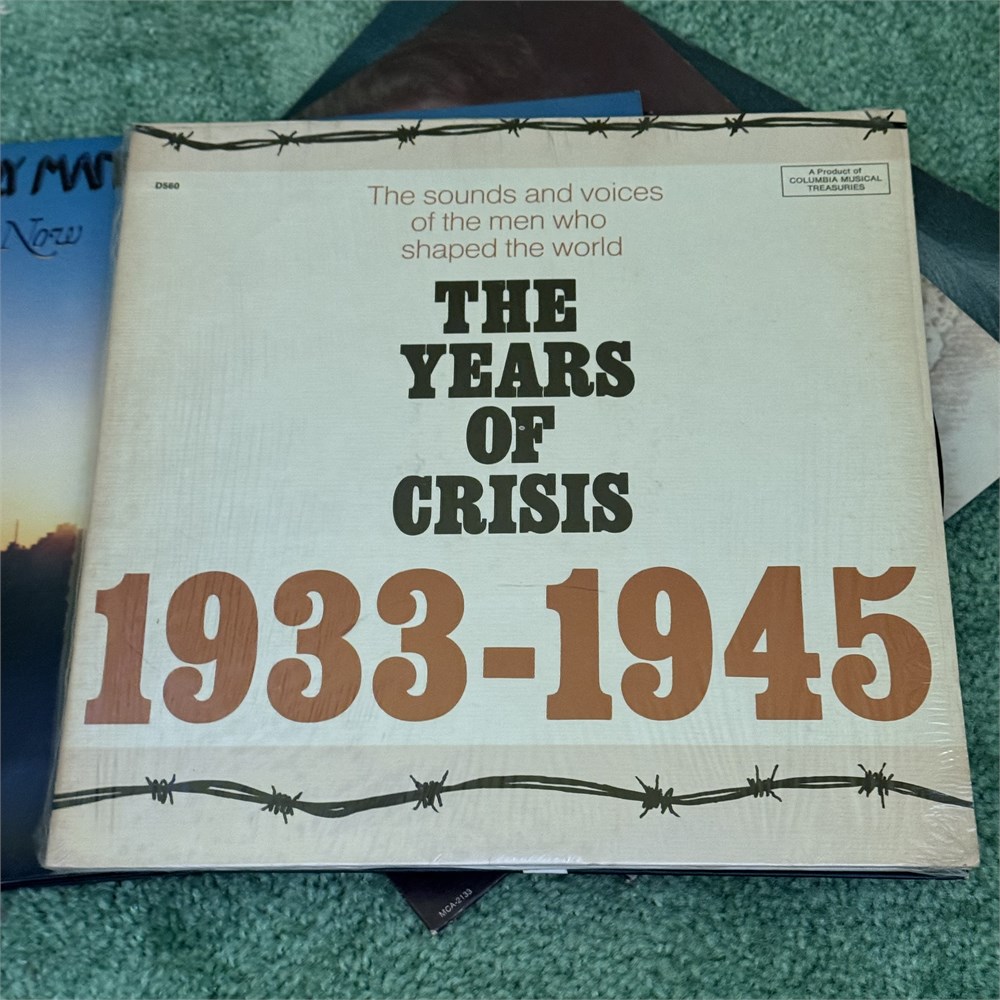 D560
A Product of
COLUMBIA MUSICAL
TREASURIES
The sounds and voices
of the men who
shaped the world
THE
YEARS
OF
CRISIS
1933-1945
Now
MCA-2133